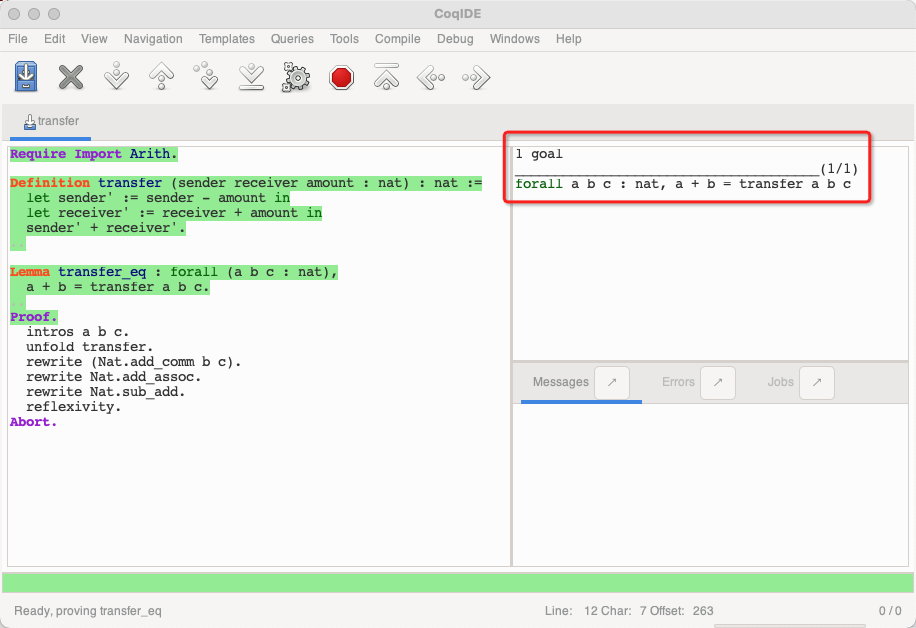 CoqIDE
File Edit View Navigation Templates Queries Tools Compile Debug Windows Help
transfer
Require Import Arith.
Definition transfer (sender receiver amount : nat) : nat :=
  let sender' := sender - amount in
  let receiver' := receiver + amount in
  sender' + receiver'.
Lemma transfer_eq : forall (a b c : nat),
  a + b = transfer a b c.
Proof.
  intros a b c.
  unfold transfer.
  rewrite (Nat.add_comm b c).
  rewrite Nat.add_assoc.
  rewrite Nat.sub_add.
  reflexivity.
Abort.
1 goal
______________________________________(1/1)
forall a b c : nat, a + b = transfer a b c
Messages Errors Jobs
Ready, proving transfer_eq Line: 12 Char: 7 Offset: 263 0 / 0